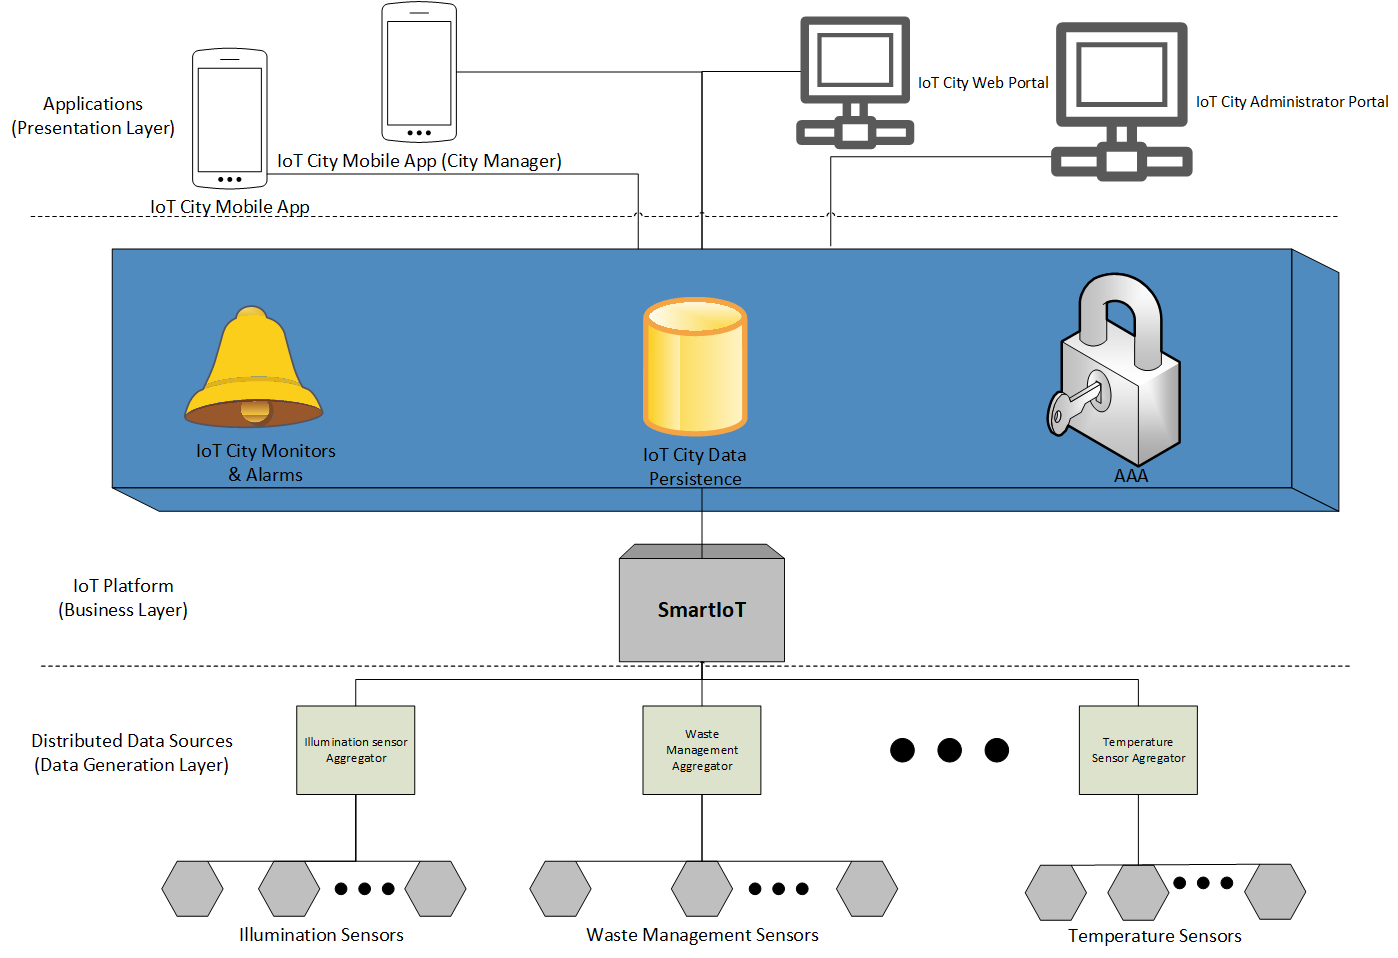 Applications
(Presentation Layer)
IoT City Mobile App (City Manager)
IoT City Mobile App
IoT City Web Portal
IoT City Administrator Portal
IoT City Monitors
& Alarms
IoT City Data
Persistence
AAA
IoT Platform
(Business Layer)
SmartIoT
Distributed Data Sources
(Data Generation Layer)
Illumination sensor
Aggregator
Waste
Management
Aggregator
Temperature
Sensor Agregator
Illumination Sensors
Waste Management Sensors
Temperature Sensors